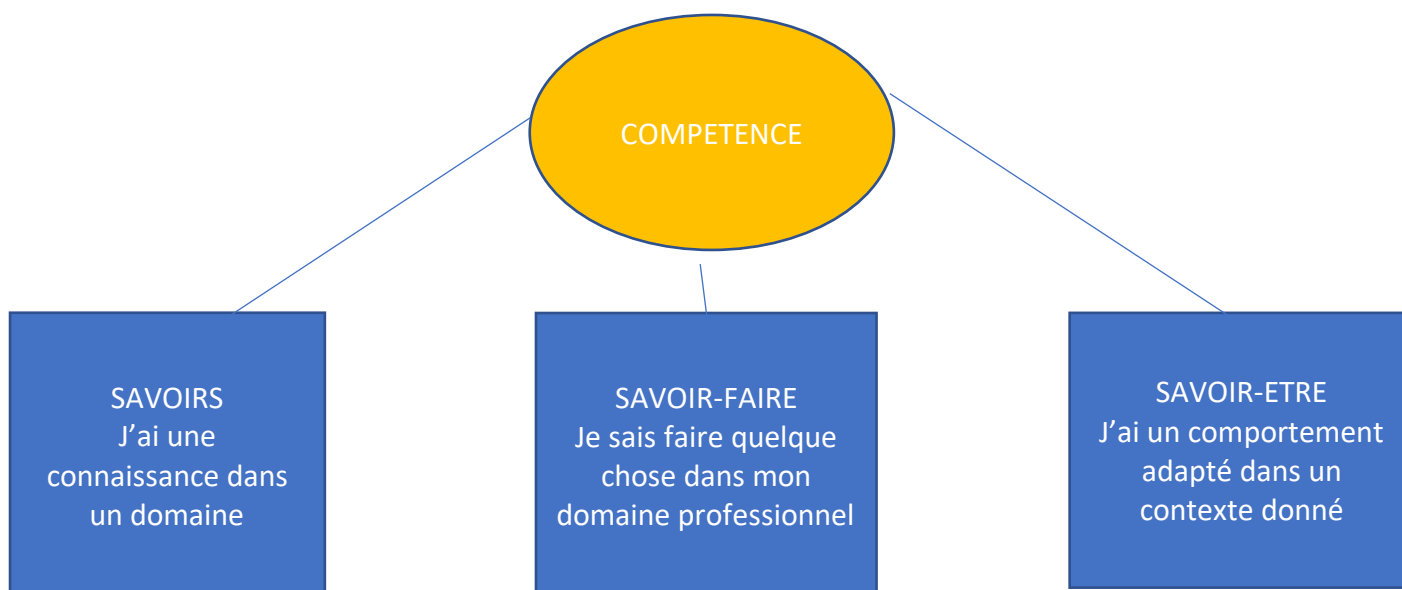 COMPETENCE
SAVOIRS
J’ai une
connaissance dans
un domaine
SAVOIR-FAIRE
Je sais faire quelque
chose dans mon
domaine professionnel
SAVOIR-ETRE
J’ai un comportement
adapté dans un
contexte donné